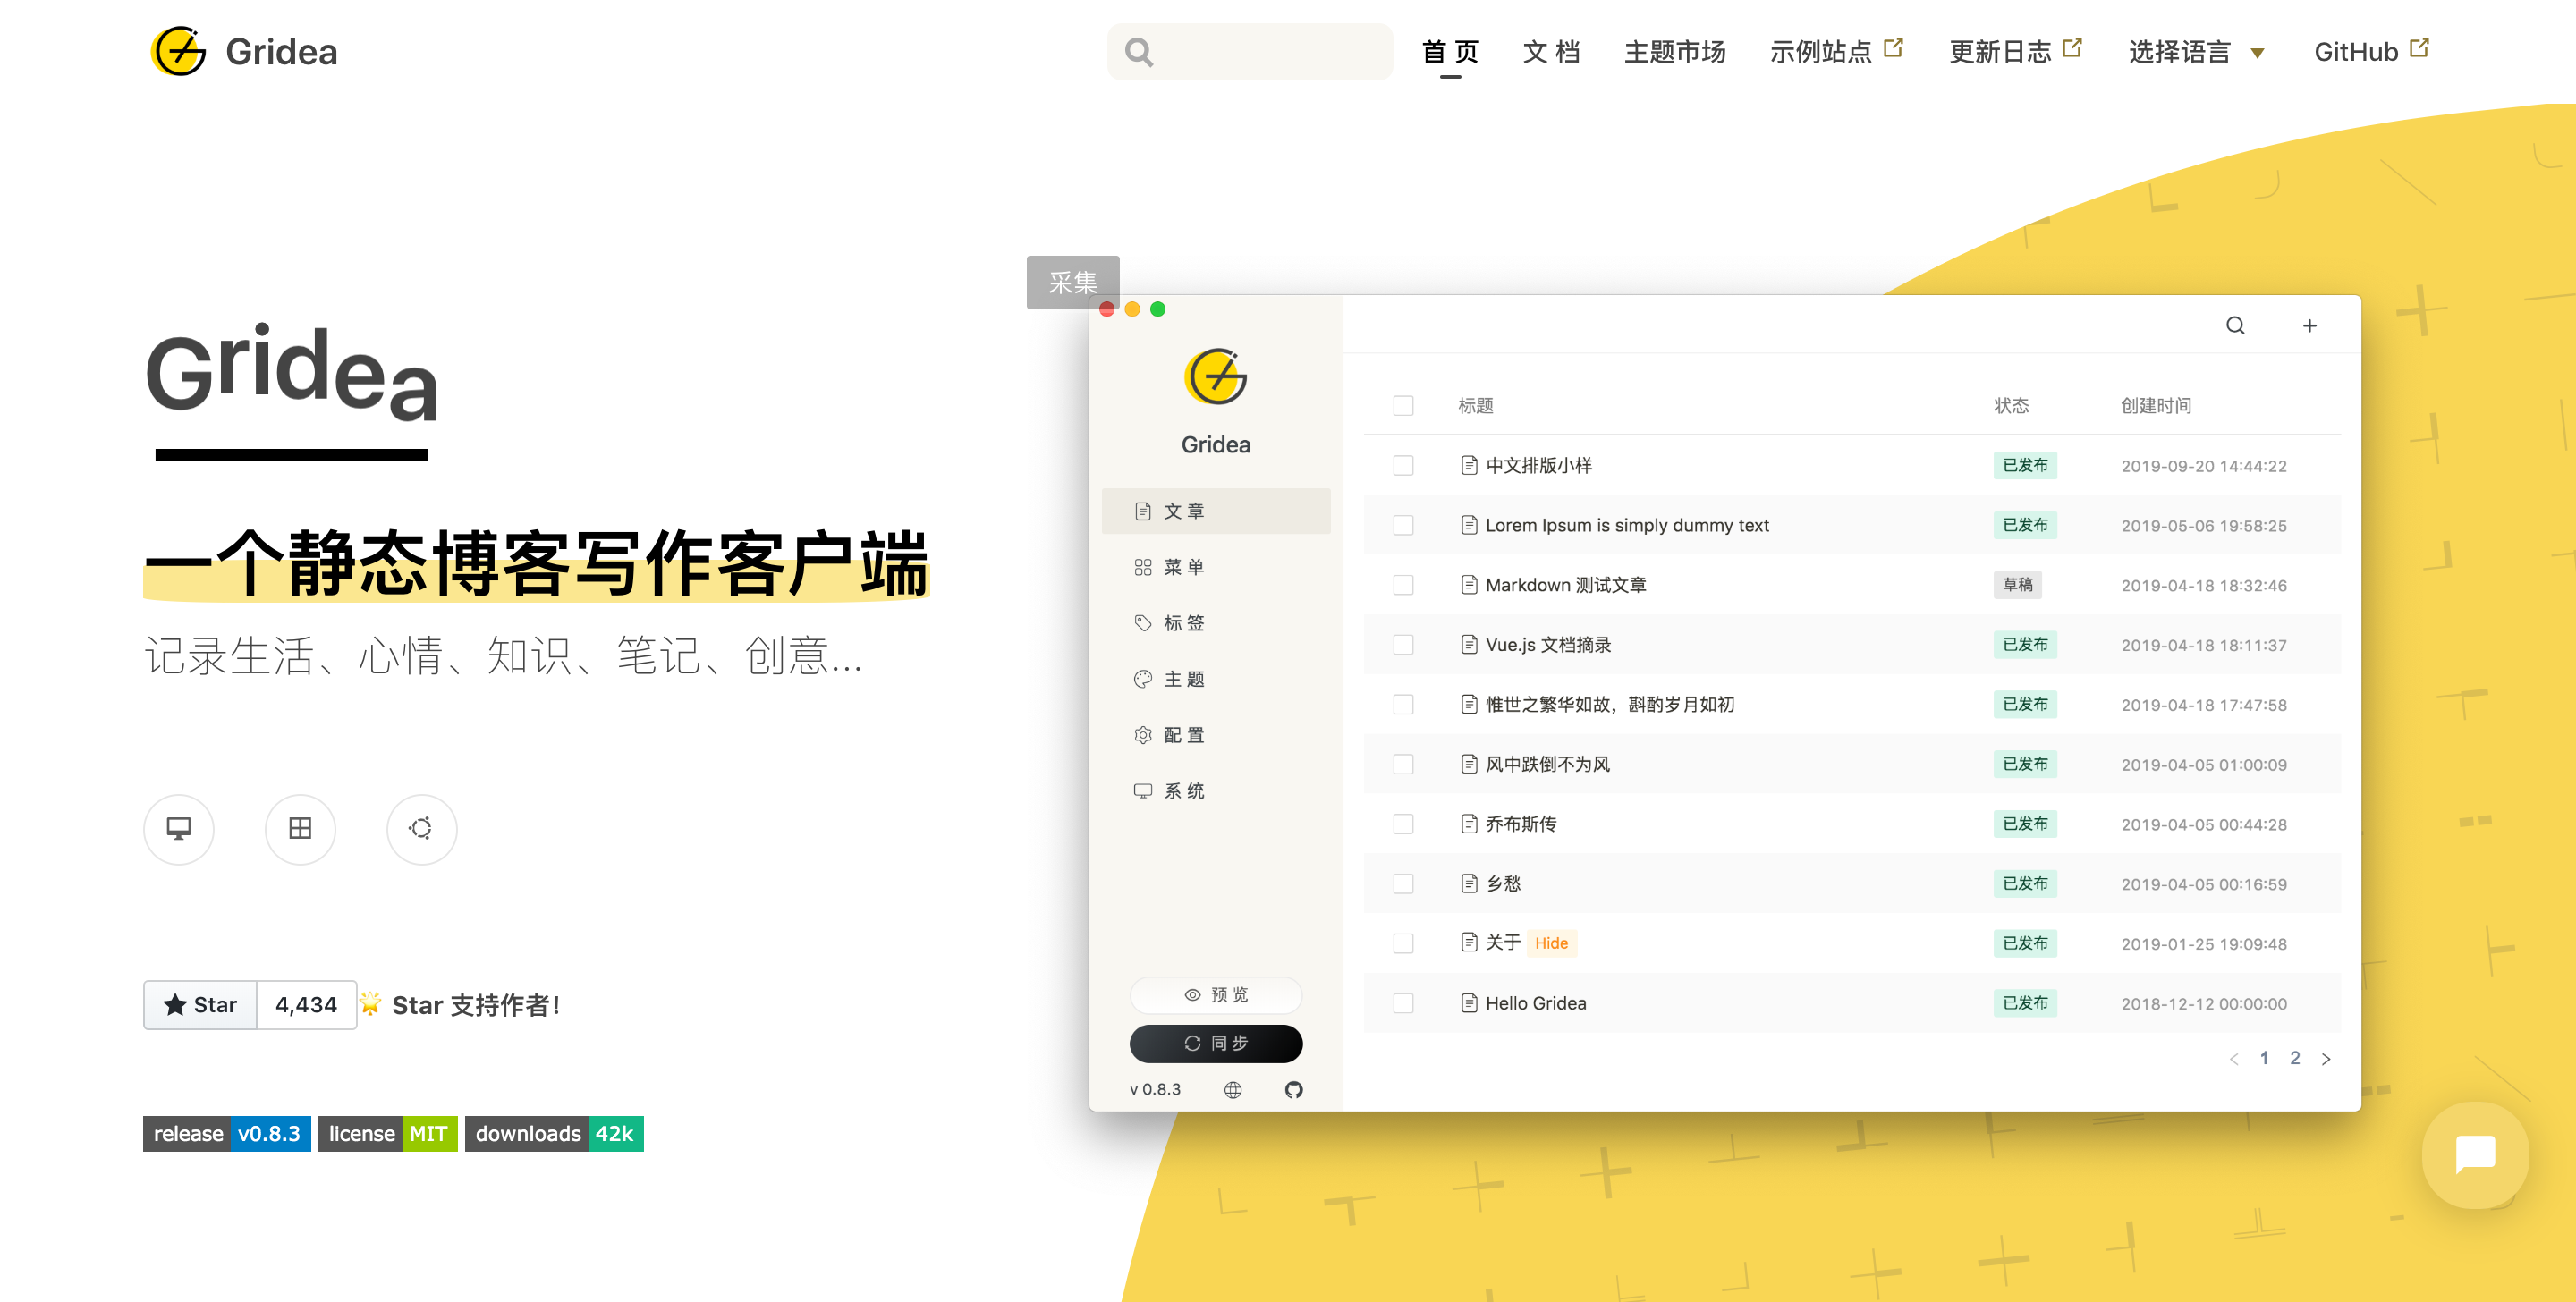 Gridea
首 页 文 档 主题市场 示例站点 更新日志 选择语言 GitHub
Gridea
一个静态博客写作客户端
记录生活、心情、知识、笔记、创意...
Star 4,434 Star 支持作者！
release v0.8.3 license MIT downloads 42k
采集
Gridea
文 章
菜 单
标 签
主 题
配 置
系 统
预 览
同 步
v 0.8.3
标题 状态 创建时间
中文排版小样 已发布 2019-09-20 14:44:22
Lorem Ipsum is simply dummy text 已发布 2019-05-06 19:58:25
Markdown 测试文章 草稿 2019-04-18 18:32:46
Vue.js 文档摘录 已发布 2019-04-18 18:11:37
惟世之繁华如故，斟酌岁月如初 已发布 2019-04-18 17:47:58
风中跌倒不为风 已发布 2019-04-05 01:00:09
乔布斯传 已发布 2019-04-05 00:44:28
乡愁 已发布 2019-04-05 00:16:59
关于 Hide 已发布 2019-01-25 19:09:48
Hello Gridea 已发布 2018-12-12 00:00:00
< 1 2 >